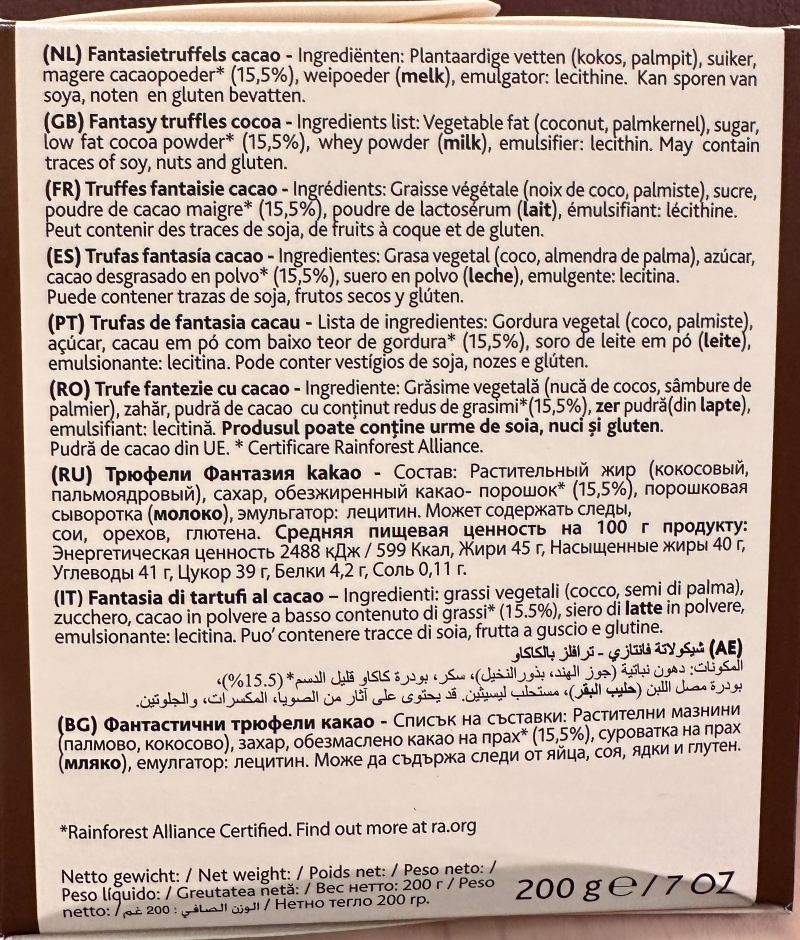 (NL) Fantasietruffels cacao - Ingrediënten: Plantaardige vetten (kokos, palmpit), suiker,
magere cacaopoeder* (15,5%), weipoeder (melk), emulgator: lecithine. Kan sporen van
soya, noten en gluten bevatten.
(GB) Fantasy truffles cocoa - Ingredients list: Vegetable fat (coconut, palmkernel), sugar,
low fat cocoa powder* (15,5%), whey powder (milk), emulsifier: lecithin. May contain
traces of soy, nuts and gluten.
(FR) Truffes fantaisie cacao - Ingrédients: Graisse végétale (noix de coco, palmiste), sucre,
poudre de cacao maigre* (15,5%), poudre de lactosérum (lait), émulsifiant: lécithine.
Peut contenir des traces de soja, de fruits à coque et de gluten.
(ES) Trufas fantasía cacao - Ingredientes: Grasa vegetal (coco, almendra de palma), azúcar,
cacao desgrasado en polvo* (15,5%), suero en polvo (leche), emulgente: lecitina.
Puede contener trazas de soja, frutos secos y glúten.
(PT) Trufas de fantasia cacau - Lista de ingredientes: Gordura vegetal (coco, palmiste),
açúcar, cacau em pó com baixo teor de gordura* (15,5%), soro de leite em pó (leite),
emulsionante: lecitina. Pode conter vestígios de soja, nozes e glúten.
(RO) Trufe fantezie cu cacao - Ingrediente: Grăsime vegetală (nucă de cocos, sâmbure de
palmier), zahăr, pudră de cacao cu conținut redus de grasimi*(15,5%), zer pudră(din lapte),
emulsifiant: lecitină. Produsul poate conține urme de soia, nuci și gluten.
Pudră de cacao din UE. * Certificare Rainforest Alliance.
(RU) Трюфели Фантазия kakao - Состав: Растительный жир (кокосовый,
пальмоядровый), сахар, обезжиренный какао- порошок* (15,5%), порошковая
сыворотка (молоко), эмульгатор: лецитин. Может содержать следы,
сои, орехов, глютена. Средняя пищевая ценность на 100 г продукту:
Энергетическая ценность 2488 кДж / 599 Ккал, Жири 45 г, Насыщенные жиры 40 г,
Углеводы 41 г, Цукор 39 г, Белки 4,2 г, Соль 0,11 г.
(IT) Fantasia di tartufi al cacao – Ingredienti: grassi vegetali (cocco, semi di palma),
zucchero, cacao in polvere a basso contenuto di grassi* (15.5%), siero di latte in polvere,
emulsionante: lecitina. Puo' contenere tracce di soia, frutta a guscio e glutine.
(AE) شيكولاتة فانتازي - ترافلز بالكاكاو
المكونات: دهون نباتية (جوز الهند، بذور النخيل)، سكر، بودرة كاكاو قليل الدسم* (15.5%)،
بودرة مصل اللبن (حليب البقر)، مستحلب ليسيثين. قد يحتوى على آثار من الصويا، المكسرات، والجلوتين.
(BG) Фантастични трюфели какао - Списък на съставки: Растителни мазнини
(палмово, кокосово), захар, обезмаслено какао на прах* (15,5%), суроватка на прах
(мляко), емулгатор: лецитин. Може да съдържа следи от яйца, соя, ядки и глутен.
*Rainforest Alliance Certified. Find out more at ra.org
Netto gewicht: / Net weight: / Poids net: / Peso neto: /
Peso líquido: / Greutatea netă: / Вес нетто: 200 г / Peso
netto: / الوزن الصافي : 200 غم / Нетно тегло 200 гр.
200 g ℮ / 7 OZ